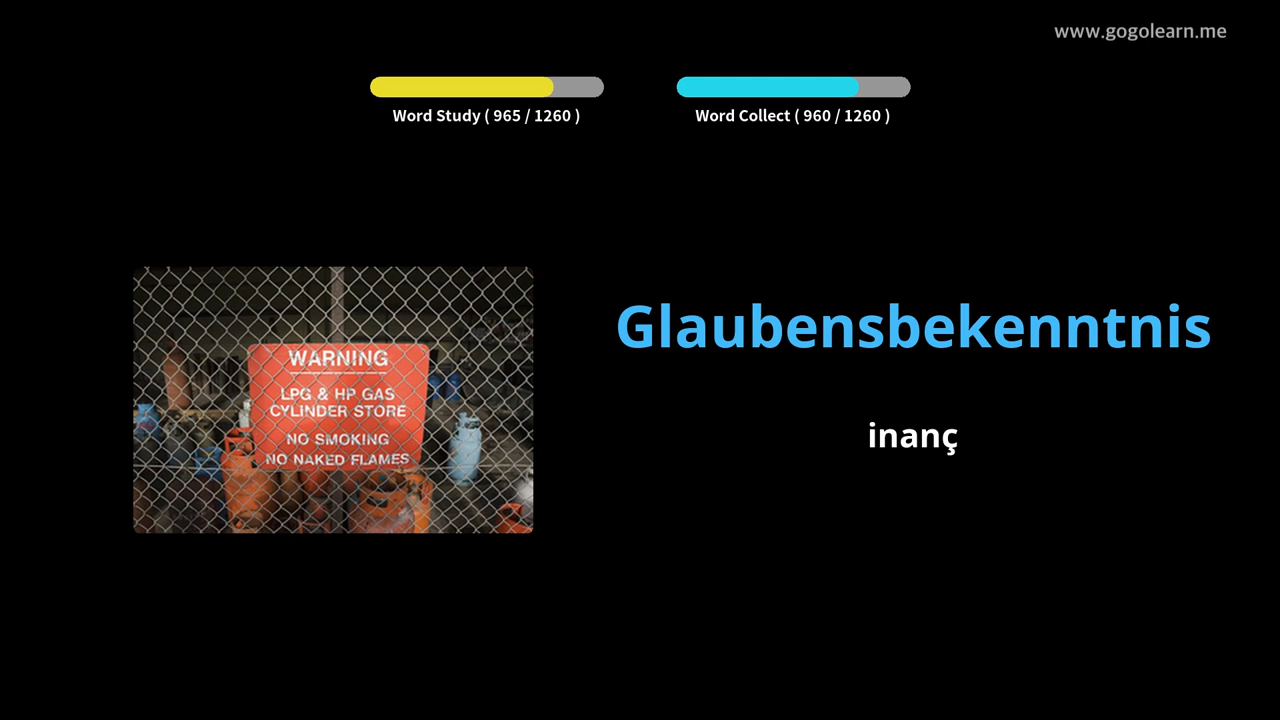 www.gogolearn.me
Word Study ( 965 / 1260 )
Word Collect ( 960 / 1260 )
WARNING
LPG & HP GAS
CYLINDER STORE
NO SMOKING
NO NAKED FLAMES
Glaubensbekenntnis
inanç